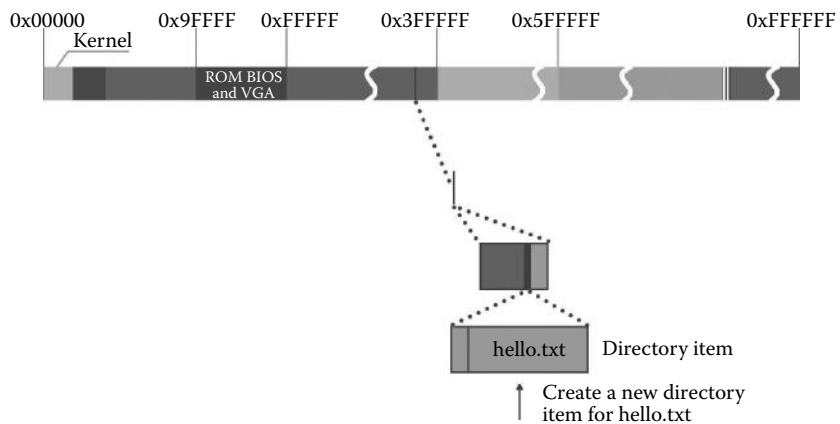 0x00000 0x9FFFF 0xFFFFF 0x3FFFFF 0x5FFFFF 0xFFFFFF
Kernel
ROM BIOS
and VGA
hello.txt Directory item
Create a new directory
item for hello.txt